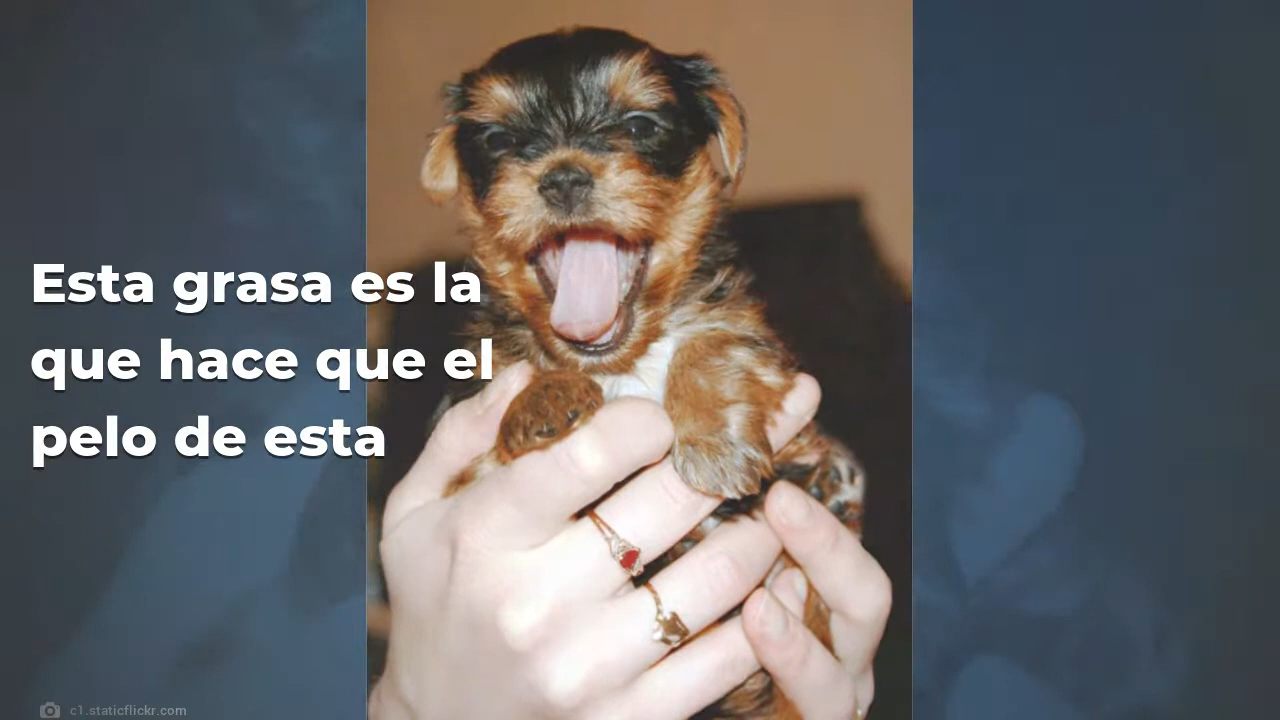 Esta grasa es la
que hace que el
pelo de esta
c1.staticflickr.com